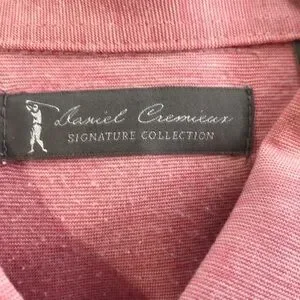 Daniel Cremieux
SIGNATURE COLLECTION